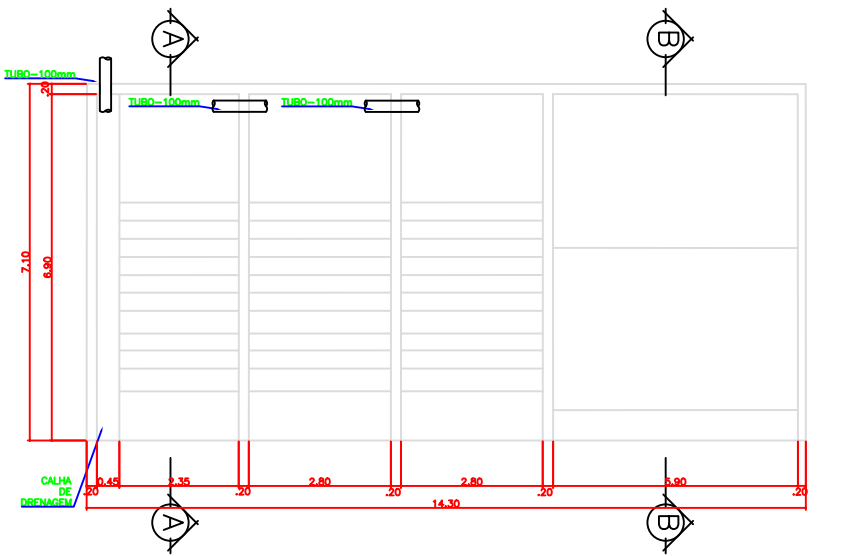 A
B
TUBO-100mm
.20
TUBO-100mm
TUBO-100mm
7.10
6.90
CALHA
DE
DRENAGEM
.20
0.45
2.35
.20
2.80
.20
2.80
.20
5.90
.20
14.30
A
B